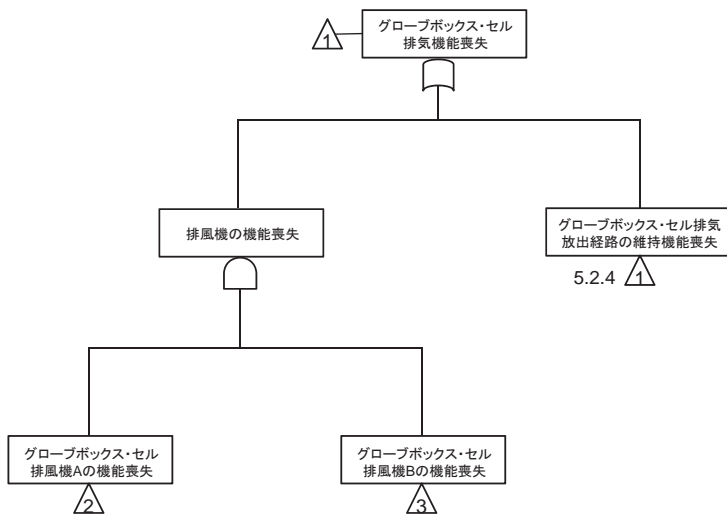 1
グローブボックス・セル
排気機能喪失
排風機の機能喪失
グローブボックス・セル排気
放出経路の維持機能喪失
5.2.4 1
グローブボックス・セル
排風機Aの機能喪失
2
グローブボックス・セル
排風機Bの機能喪失
3